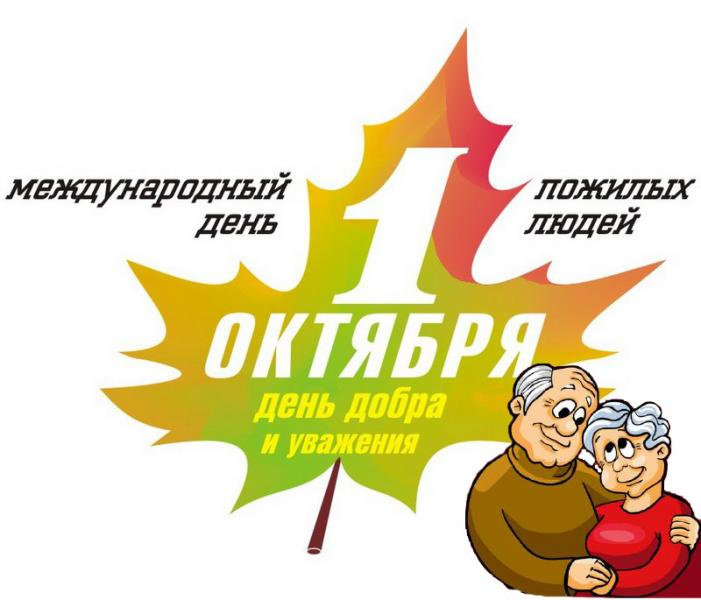 международный
день
пожилых
людей
1
ОКТЯБРЯ
день добра
и уважения